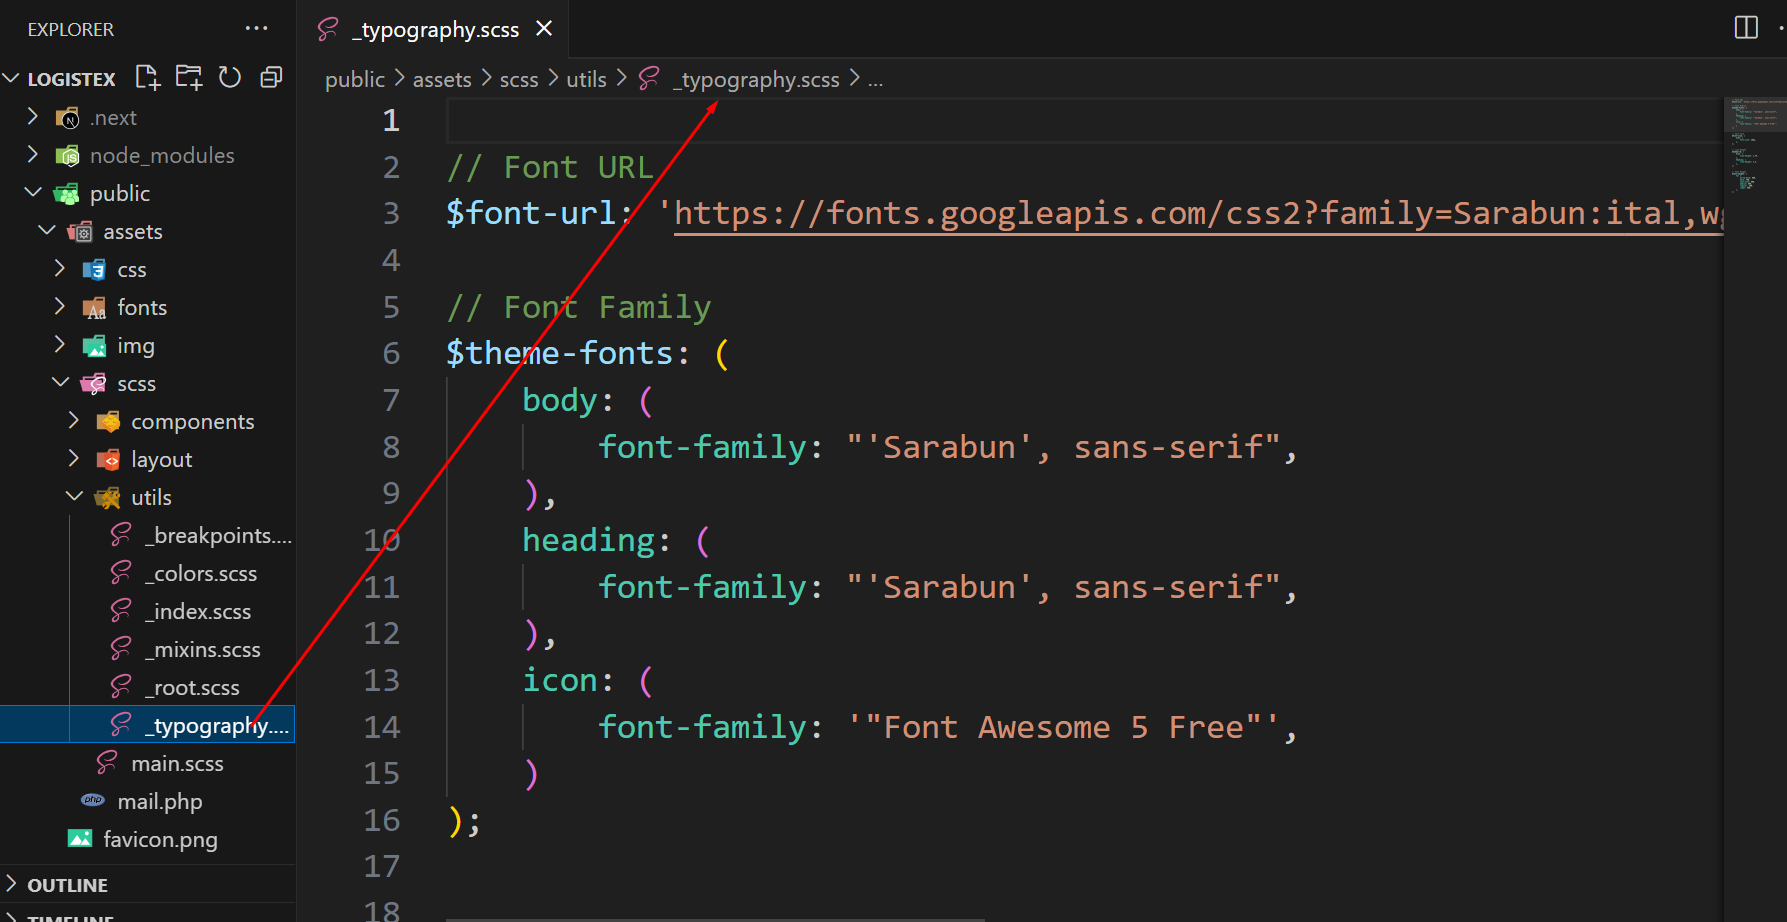 EXPLORER
LOGISTEX
.next
node_modules
public
assets
css
fonts
img
scss
components
layout
utils
_breakpoints....
_colors.scss
_index.scss
_mixins.scss
_root.scss
_typography....
main.scss
php mail.php
favicon.png
OUTLINE
TIMELINE
_typography.scss
public > assets > scss > utils > _typography.scss > ...
1
2 // Font URL
3 $font-url: 'https://fonts.googleapis.com/css2?family=Sarabun:ital,wg
4
5 // Font Family
6 $theme-fonts: (
7 body: (
8 font-family: "'Sarabun', sans-serif",
9 ),
10 heading: (
11 font-family: "'Sarabun', sans-serif",
12 ),
13 icon: (
14 font-family: '"Font Awesome 5 Free"',
15 )
16 );
17
18